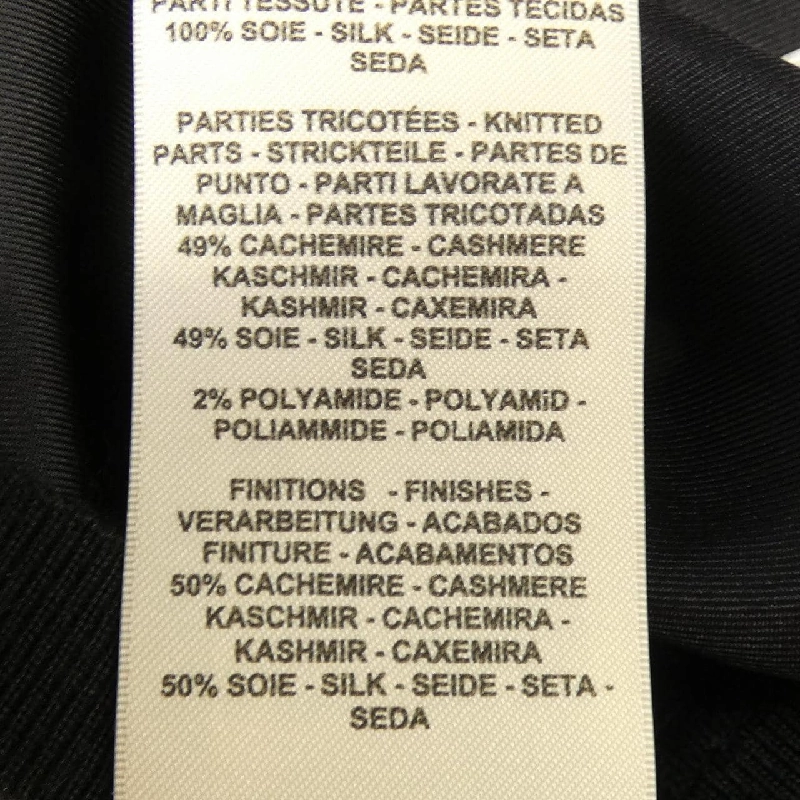 PARTI TESSUTE - PARTES TECIDAS
100% SOIE - SILK - SEIDE - SETA
SEDA
PARTIES TRICOTÉES - KNITTED
PARTS - STRICKTEILE - PARTES DE
PUNTO - PARTI LAVORATE A
MAGLIA - PARTES TRICOTADAS
49% CACHEMIRE - CASHMERE
KASCHMIR - CACHEMIRA -
KASHMIR - CAXEMIRA
49% SOIE - SILK - SEIDE - SETA
SEDA
2% POLYAMIDE - POLYAMiD -
POLIAMMIDE - POLIAMIDA
FINITIONS - FINISHES -
VERARBEITUNG - ACABADOS
FINITURE - ACABAMENTOS
50% CACHEMIRE - CASHMERE
KASCHMIR - CACHEMIRA -
KASHMIR - CAXEMIRA
50% SOIE - SILK - SEIDE - SETA -
SEDA